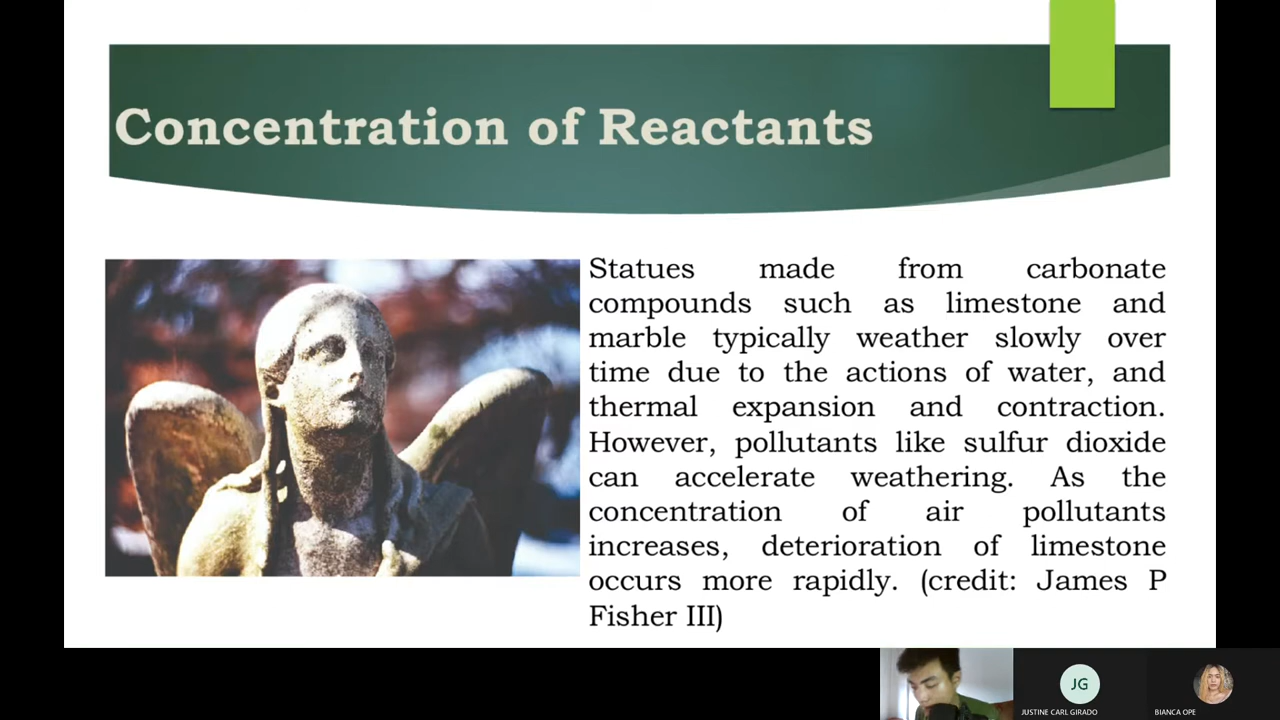 Concentration of Reactants
Statues made from carbonate
compounds such as limestone and
marble typically weather slowly over
time due to the actions of water, and
thermal expansion and contraction.
However, pollutants like sulfur dioxide
can accelerate weathering. As the
concentration of air pollutants
increases, deterioration of limestone
occurs more rapidly. (credit: James P
Fisher III)
JG
JUSTINE CARL GIRADO
BIANCA OPE